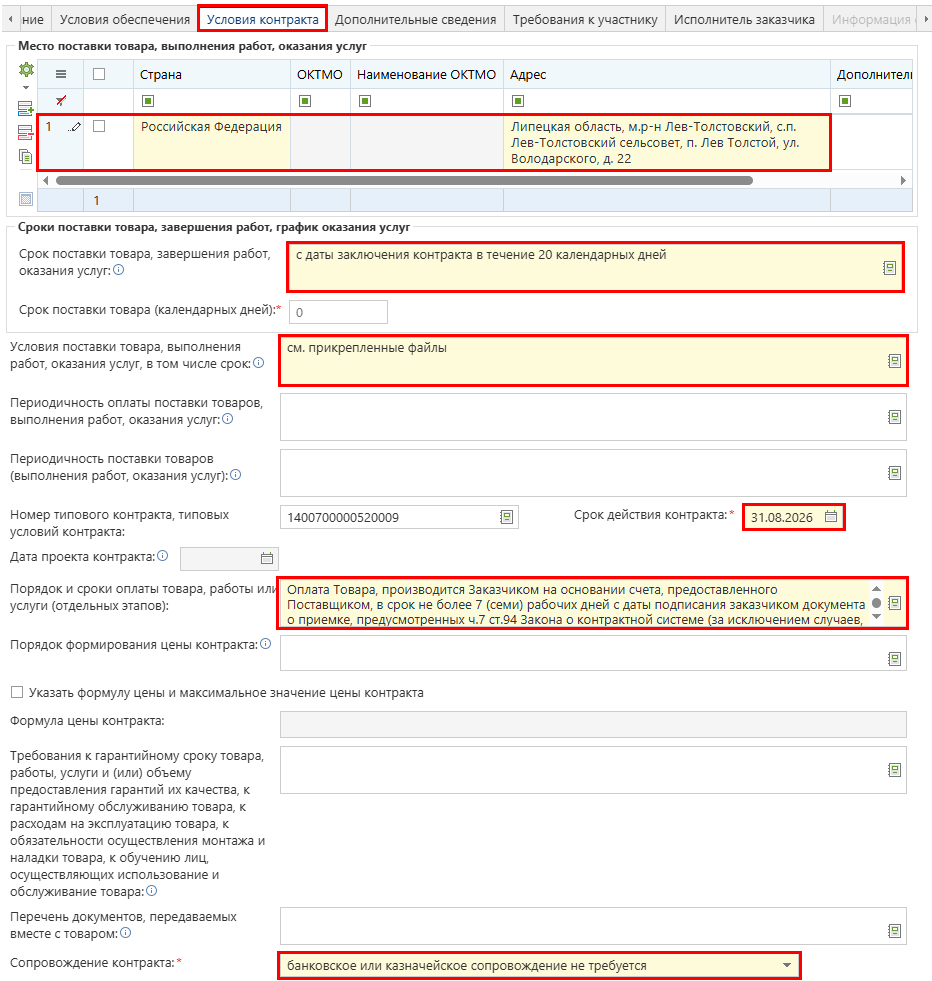 ние
Условия обеспечения
Условия контракта
Дополнительные сведения
Требования к участнику
Исполнитель заказчика
Информация
Место поставки товара, выполнения работ, оказания услуг
Страна
ОКТМО
Наименование ОКТМО
Адрес
Дополнител
1
Российская Федерация
Липецкая область, м.р-н Лев-Толстовский, с.п.
Лев-Толстовский сельсовет, п. Лев Толстой, ул.
Володарского, д. 22
1
Сроки поставки товара, завершения работ, график оказания услуг
Срок поставки товара, завершения работ,
оказания услуг:
с даты заключения контракта в течение 20 календарных дней
Срок поставки товара (календарных дней):*
0
Условия поставки товара, выполнения
работ, оказания услуг, в том числе срок:
см. прикрепленные файлы
Периодичность оплаты поставки товаров,
выполнения работ, оказания услуг:
Периодичность поставки товаров
(выполнения работ, оказания услуг):
Номер типового контракта, типовых
условий контракта:
1400700000520009
Срок действия контракта:*
31.08.2026
Дата проекта контракта:
Порядок и сроки оплаты товара, работы или
услуги (отдельных этапов):
Оплата Товара, производится Заказчиком на основании счета, предоставленного
Поставщиком, в срок не более 7 (семи) рабочих дней с даты подписания заказчиком документа
о приемке, предусмотренных ч.7 ст.94 Закона о контрактной системе (за исключением случаев,
Порядок формирования цены контракта:
Указать формулу цены и максимальное значение цены контракта
Формула цены контракта:
Требования к гарантийному сроку товара,
работы, услуги и (или) объему
предоставления гарантий их качества, к
гарантийному обслуживанию товара, к
расходам на эксплуатацию товара, к
обязательности осуществления монтажа и
наладки товара, к обучению лиц,
осуществляющих использование и
обслуживание товара:
Перечень документов, передаваемых
вместе с товаром:
Сопровождение контракта:*
банковское или казначейское сопровождение не требуется